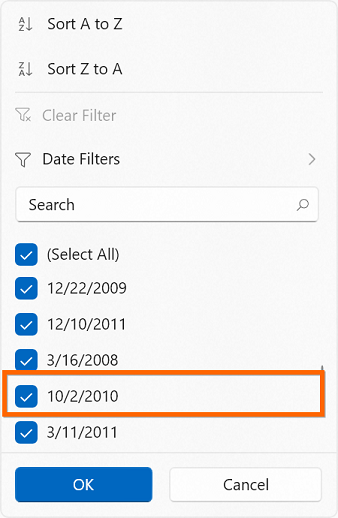 Sort A to Z
Sort Z to A
Clear Filter
Date Filters
Search
(Select All)
12/22/2009
12/10/2011
3/16/2008
10/2/2010
3/11/2011
OK
Cancel